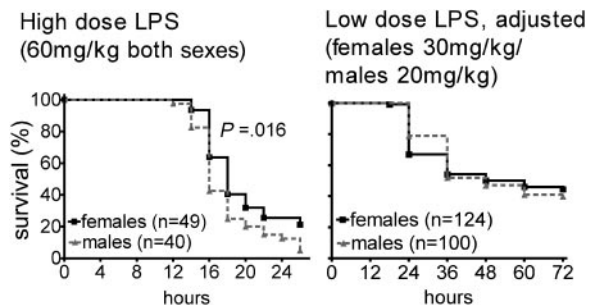 High dose LPS
(60mg/kg both sexes)
Low dose LPS, adjusted
(females 30mg/kg/
males 20mg/kg)
survival (%)
100
80
60
40
20
0
P =.016
females (n=49)
males (n=40)
0 4 8 12 16 20 24
hours
females (n=124)
males (n=100)
0 12 24 36 48 60 72
hours